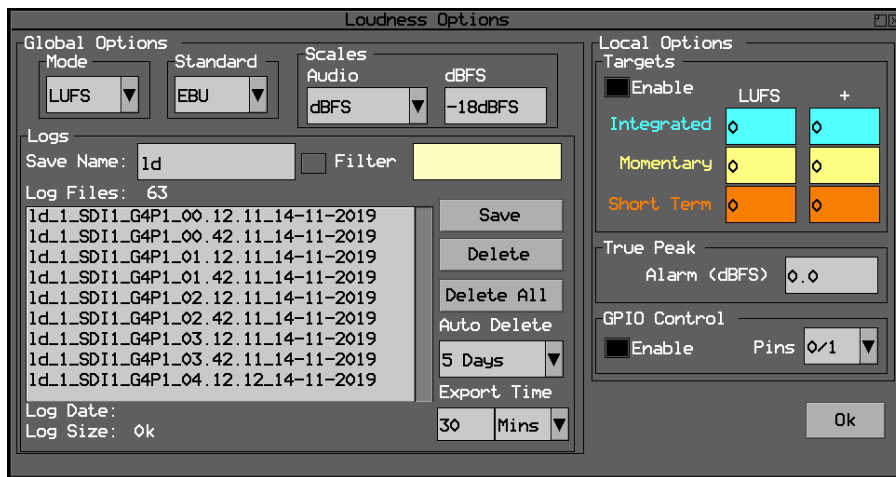 Loudness Options
Global Options
Mode
LUFS
Standard
EBU
Scales
Audio
dBFS
dBFS
-18dBFS
Logs
Save Name: ld
Filter
Log Files: 63
ld_1_SDI1_G4P1_00.12.11_14-11-2019
ld_1_SDI1_G4P1_00.42.11_14-11-2019
ld_1_SDI1_G4P1_01.12.11_14-11-2019
ld_1_SDI1_G4P1_01.42.11_14-11-2019
ld_1_SDI1_G4P1_02.12.11_14-11-2019
ld_1_SDI1_G4P1_02.42.11_14-11-2019
ld_1_SDI1_G4P1_03.12.11_14-11-2019
ld_1_SDI1_G4P1_03.42.11_14-11-2019
ld_1_SDI1_G4P1_04.12.12_14-11-2019
Log Date:
Log Size: 0k
Save
Delete
Delete All
Auto Delete
5 Days
Export Time
30 Mins
Local Options
Targets
Enable
LUFS +
Integrated 0 0
Momentary 0 0
Short Term 0 0
True Peak
Alarm (dBFS) 0.0
GPIO Control
Enable Pins 0/1
Ok